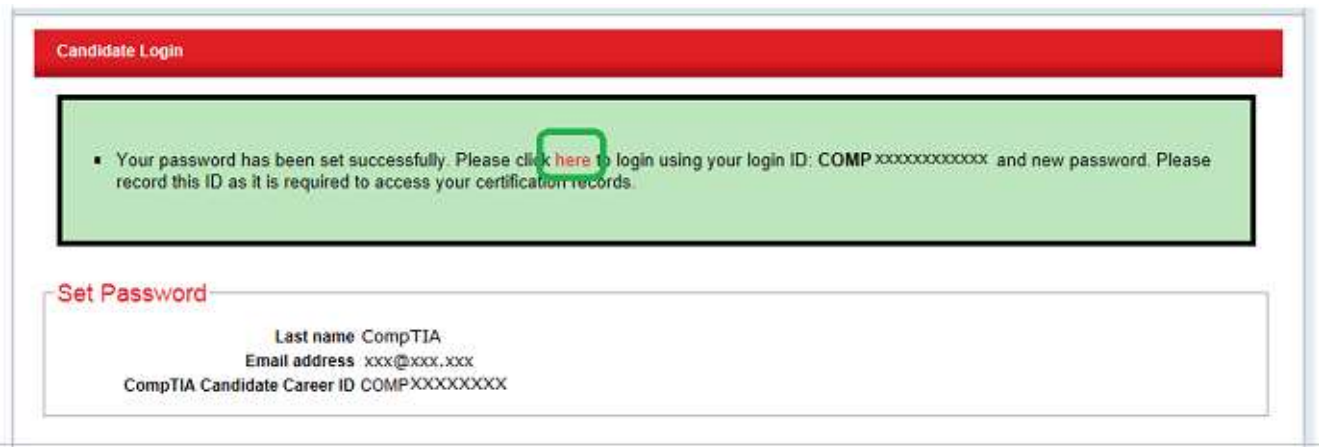 Candidate Login
▪ Your password has been set successfully. Please click here to login using your login ID: COMP xxxxxxxxxxxx and new password. Please
record this ID as it is required to access your certification records.
Set Password
Last name CompTIA
Email address xxx@xxx.xxx
CompTIA Candidate Career ID COMPXXXXXXXX